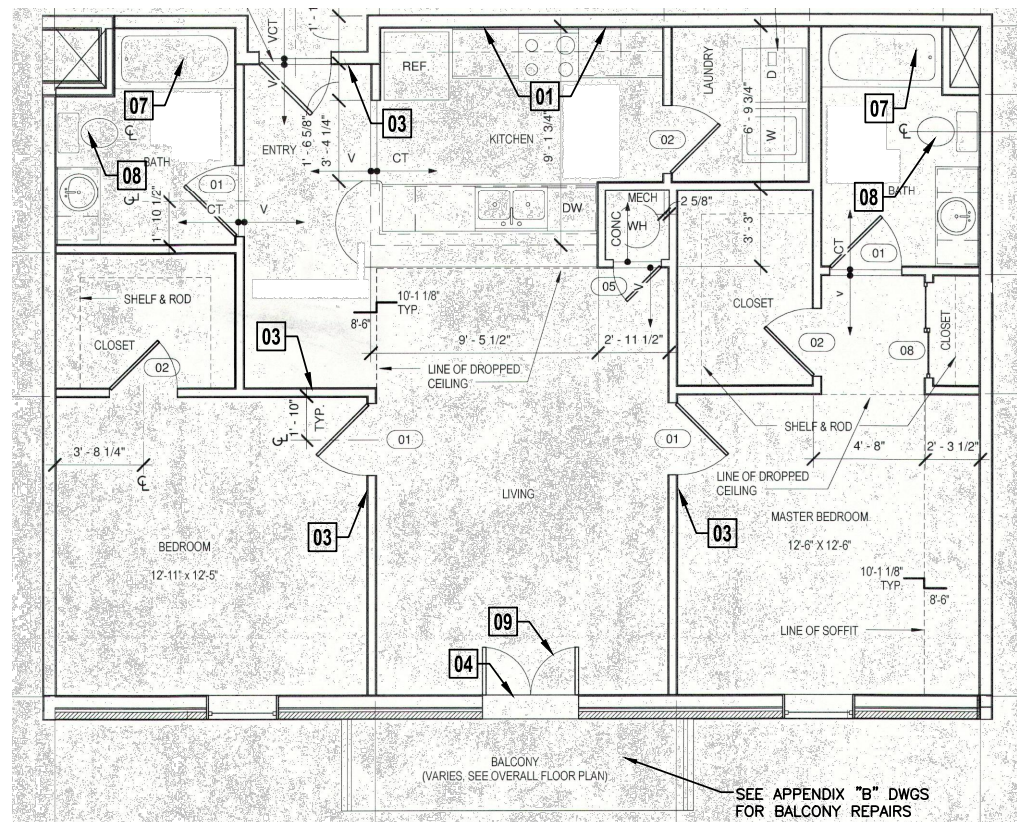 VCT
1' - 1"
REF.
07
01
03
V
ENTRY
1' - 6 5/8"
3' - 4 1/4"
V
CT
KITCHEN
9' - 1 3/4"
LAUNDRY
D
W
6' - 9 3/4"
02
07
℄
08
BATH
℄
℄
08
BATH
01
CT
V
1' - 10 1/2"
DW
MECH
WH
CONC
2 5/8"
3' - 3"
CT
01
V
05
V
SHELF & ROD
CLOSET
02
10'-1 1/8"
TYP.
8'-6"
9' - 5 1/2"
2' - 11 1/2"
CLOSET
02
08
CLOSET
03
LINE OF DROPPED
CEILING
1' - 10"
TYP.
℄
01
01
SHELF & ROD
3' - 8 1/4"
℄
4' - 8"
2' - 3 1/2"
LINE OF DROPPED
CEILING
LIVING
03
03
MASTER BEDROOM
12'-6" X 12'-6"
BEDROOM
12'-11" x 12'-5"
10'-1 1/8"
TYP.
8'-6"
09
LINE OF SOFFIT
04
BALCONY
(VARIES, SEE OVERALL FLOOR PLAN)
SEE APPENDIX "B" DWGS
FOR BALCONY REPAIRS